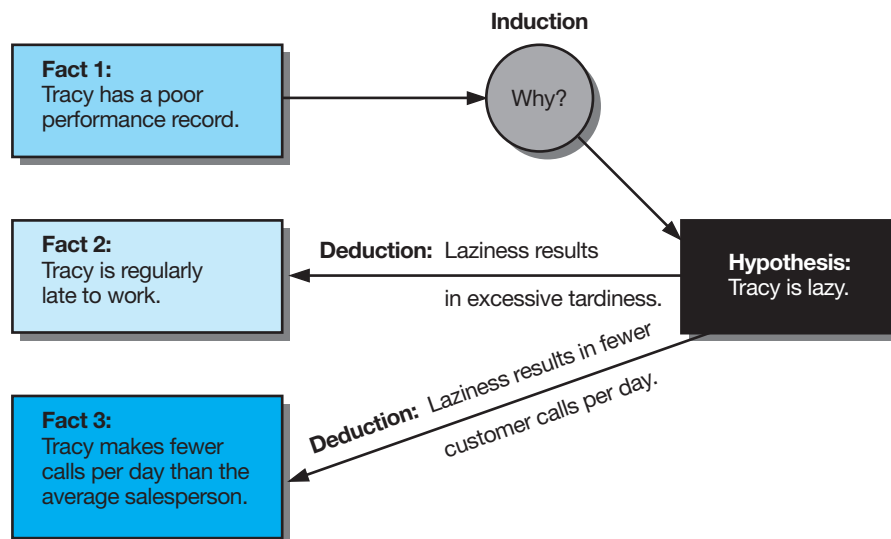 Induction
Fact 1:
Tracy has a poor
performance record.
Why?
Fact 2:
Tracy is regularly
late to work.
Deduction: Laziness results
in excessive tardiness.
Hypothesis:
Tracy is lazy.
Deduction: Laziness results in fewer
customer calls per day.
Fact 3:
Tracy makes fewer
calls per day than the
average salesperson.